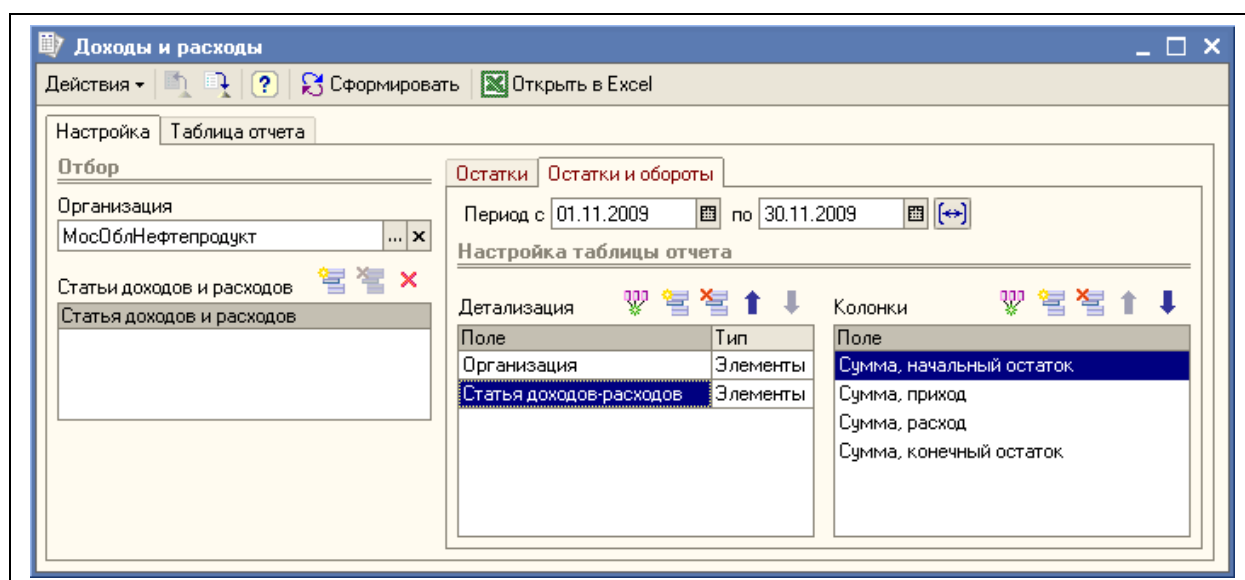 Доходы и расходы
Действия Сформировать Открыть в Excel
Настройка Таблица отчета
Отбор
Организация
МосОблНефтепродукт ...
Статьи доходов и расходов
Статья доходов и расходов
Остатки Остатки и обороты
Период с 01.11.2009 по 30.11.2009
Настройка таблицы отчета
Детализация
Поле Тип
Организация Элементы
Статья доходов-расходов Элементы
Колонки
Поле
Сумма, начальный остаток
Сумма, приход
Сумма, расход
Сумма, конечный остаток